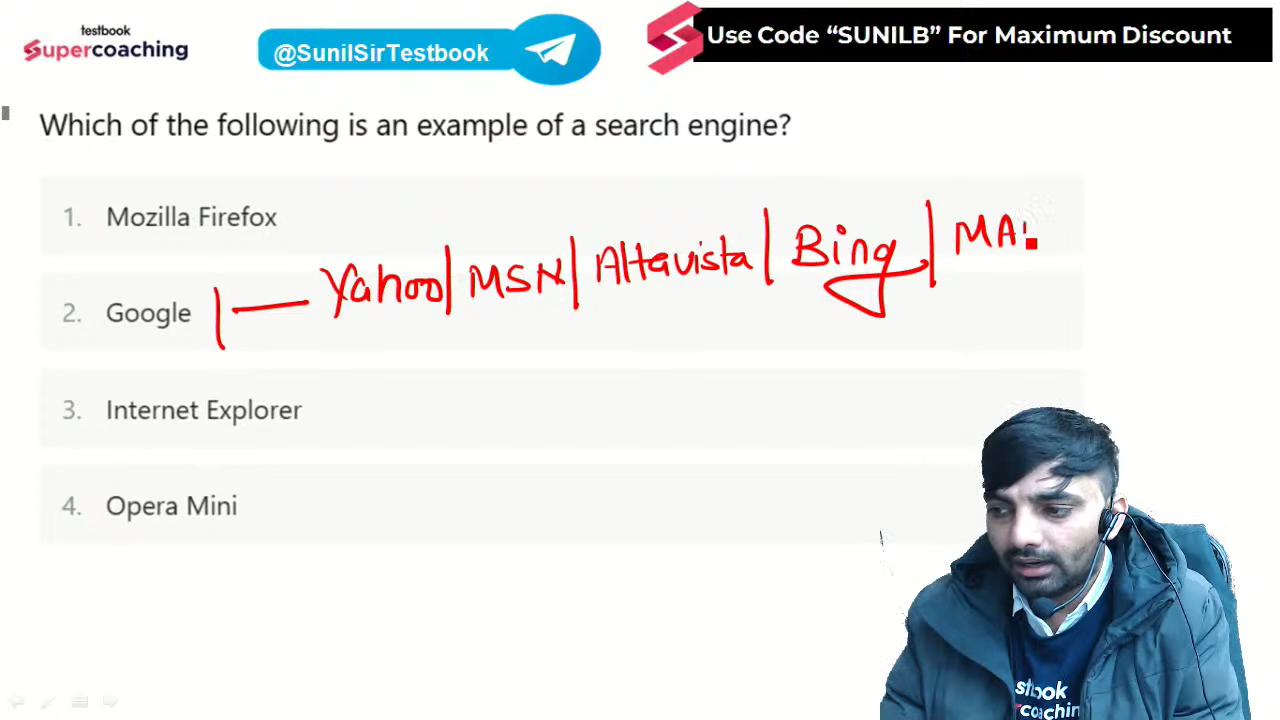 testbook
Supercoaching
@SunilSirTestbook
Use Code “SUNILB” For Maximum Discount
Which of the following is an example of a search engine?
1. Mozilla Firefox
Yahoo | MSN | Altavista | Bing | MA
2. Google
3. Internet Explorer
4. Opera Mini